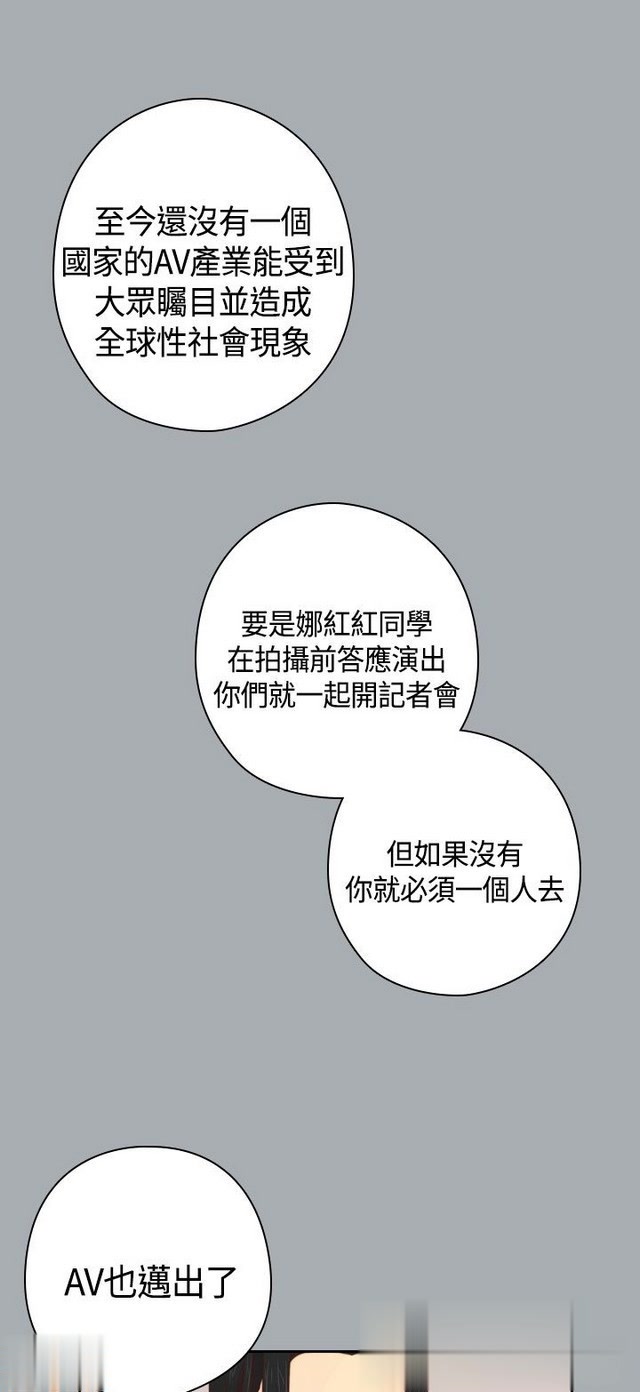 至今還沒有一個
國家的AV產業能受到
大眾矚目並造成
全球性社會現象
要是娜紅紅同學
在拍攝前答應演出
你們就一起開記者會
但如果沒有
你就必須一個人去
AV也邁出了